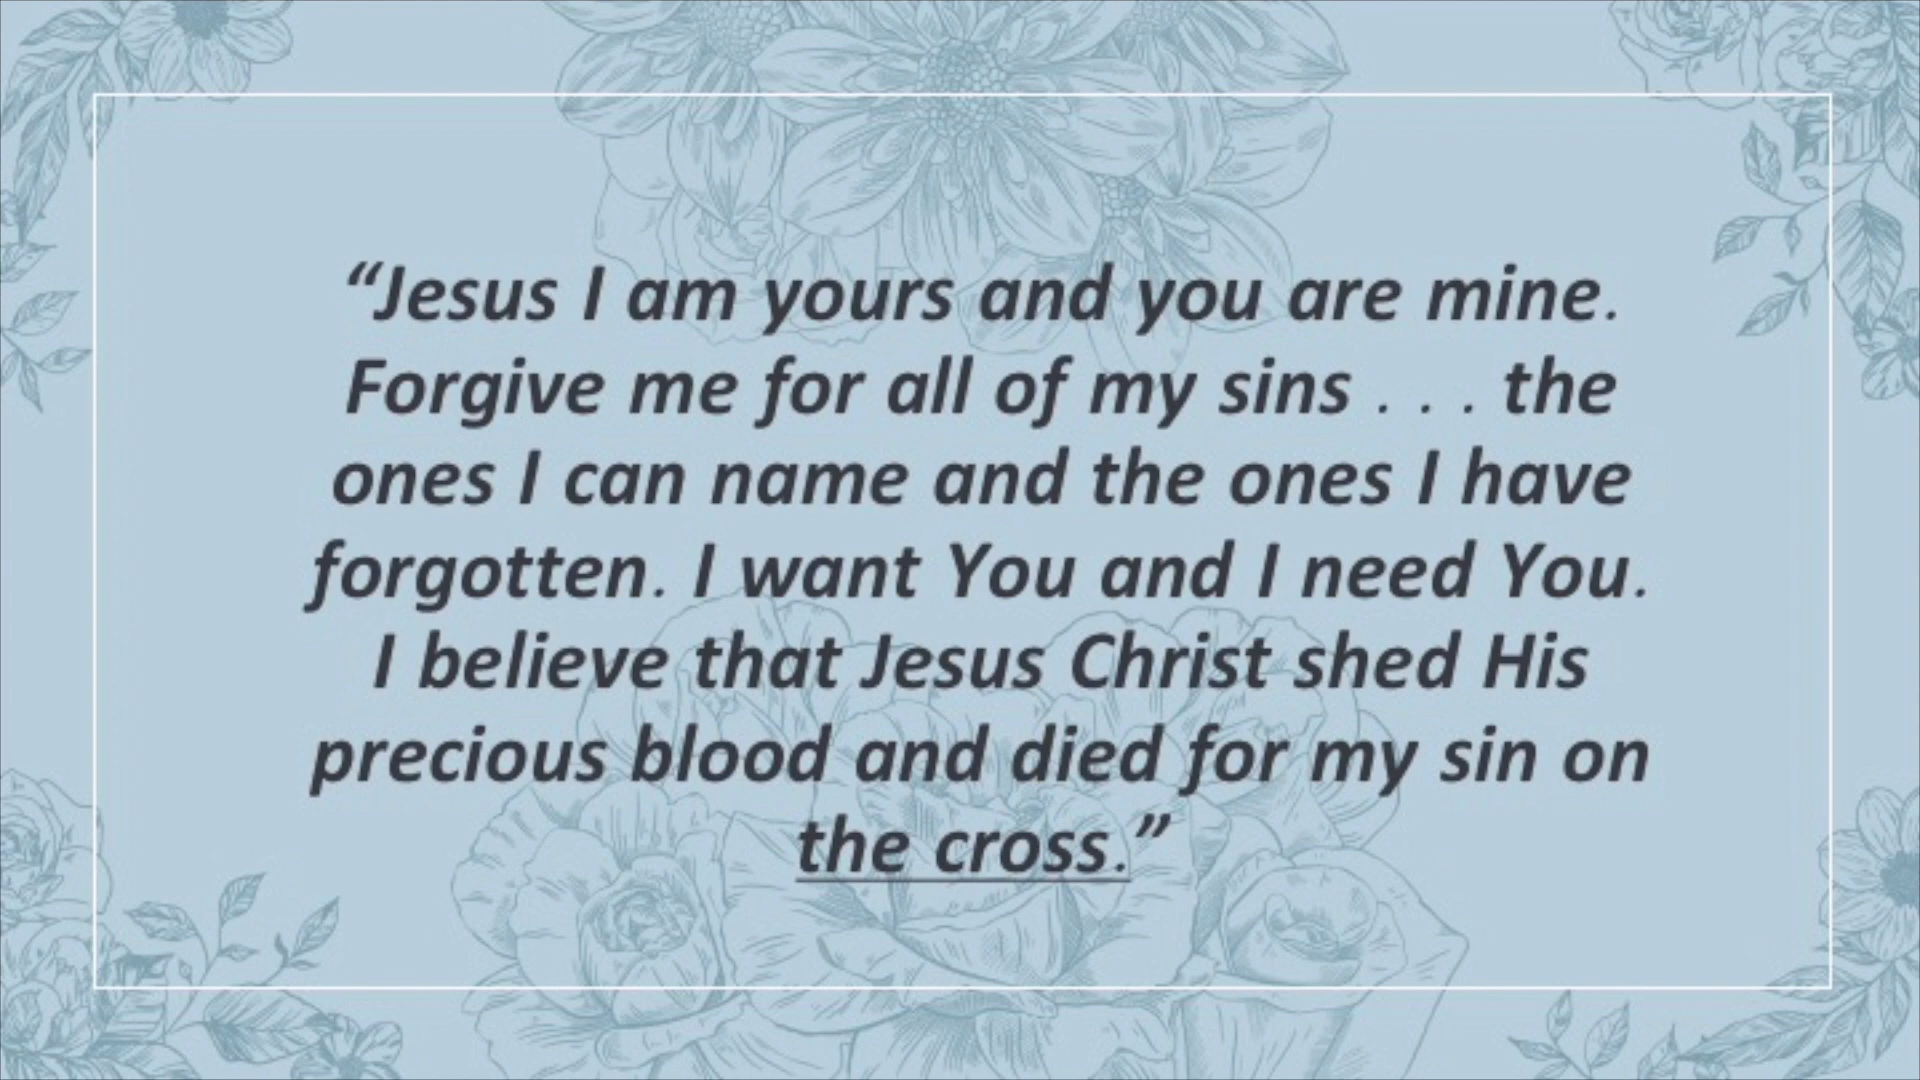 “Jesus I am yours and you are mine.
Forgive me for all of my sins . . . the
ones I can name and the ones I have
forgotten. I want You and I need You.
I believe that Jesus Christ shed His
precious blood and died for my sin on
the cross.”